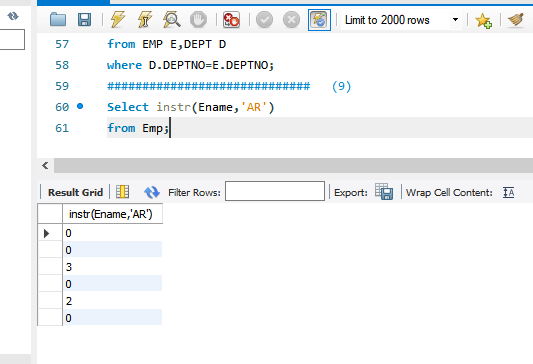 Limit to 2000 rows
57 from EMP E,DEPT D
58 where D.DEPTNO=E.DEPTNO;
59 ############################# (9)
60 Select instr(Ename,'AR')
61 from Emp;
Result Grid Filter Rows: Export: Wrap Cell Content: IA
instr(Ename,'AR')
0
0
3
0
2
0